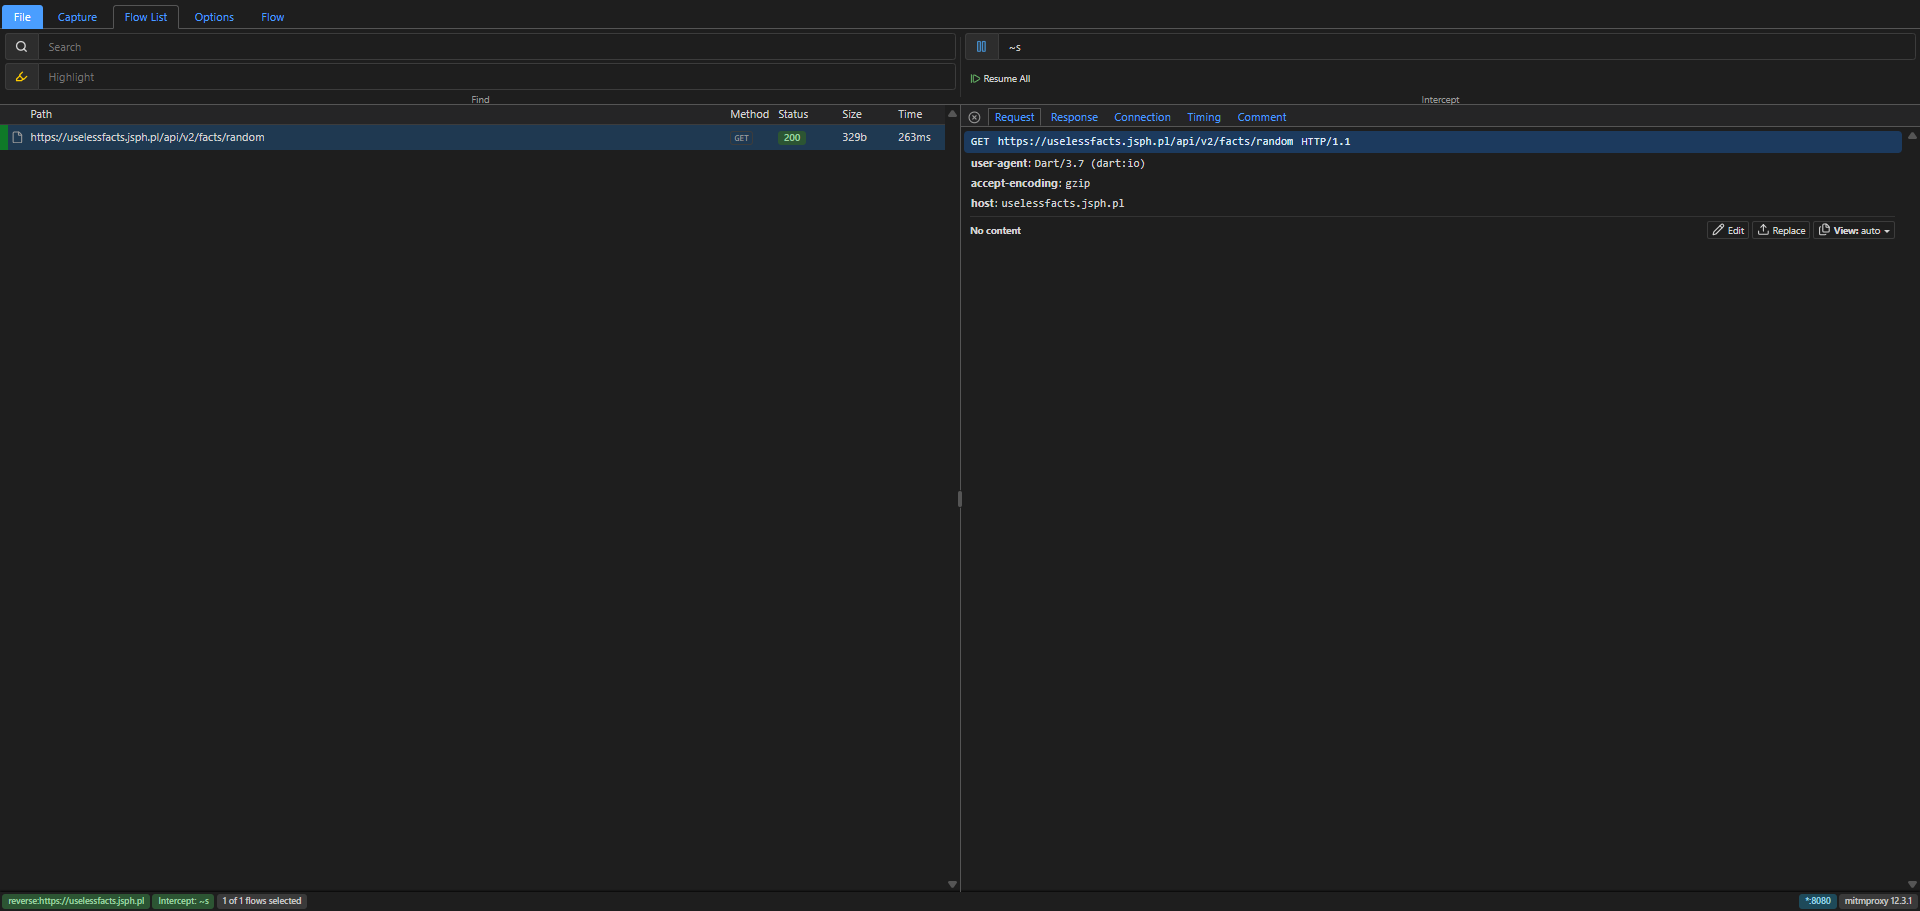 File Capture Flow List Options Flow
Search
Highlight
Find
~s
Resume All
Intercept
Path Method Status Size Time
https://uselessfacts.jsph.pl/api/v2/facts/random GET 200 329b 263ms
Request Response Connection Timing Comment
GET https://uselessfacts.jsph.pl/api/v2/facts/random HTTP/1.1
user-agent: Dart/3.7 (dart:io)
accept-encoding: gzip
host: uselessfacts.jsph.pl
No content Edit Replace View: auto
reverse:https://uselessfacts.jsph.pl Intercept: ~s 1 of 1 flows selected *:8080 mitmproxy 12.3.1